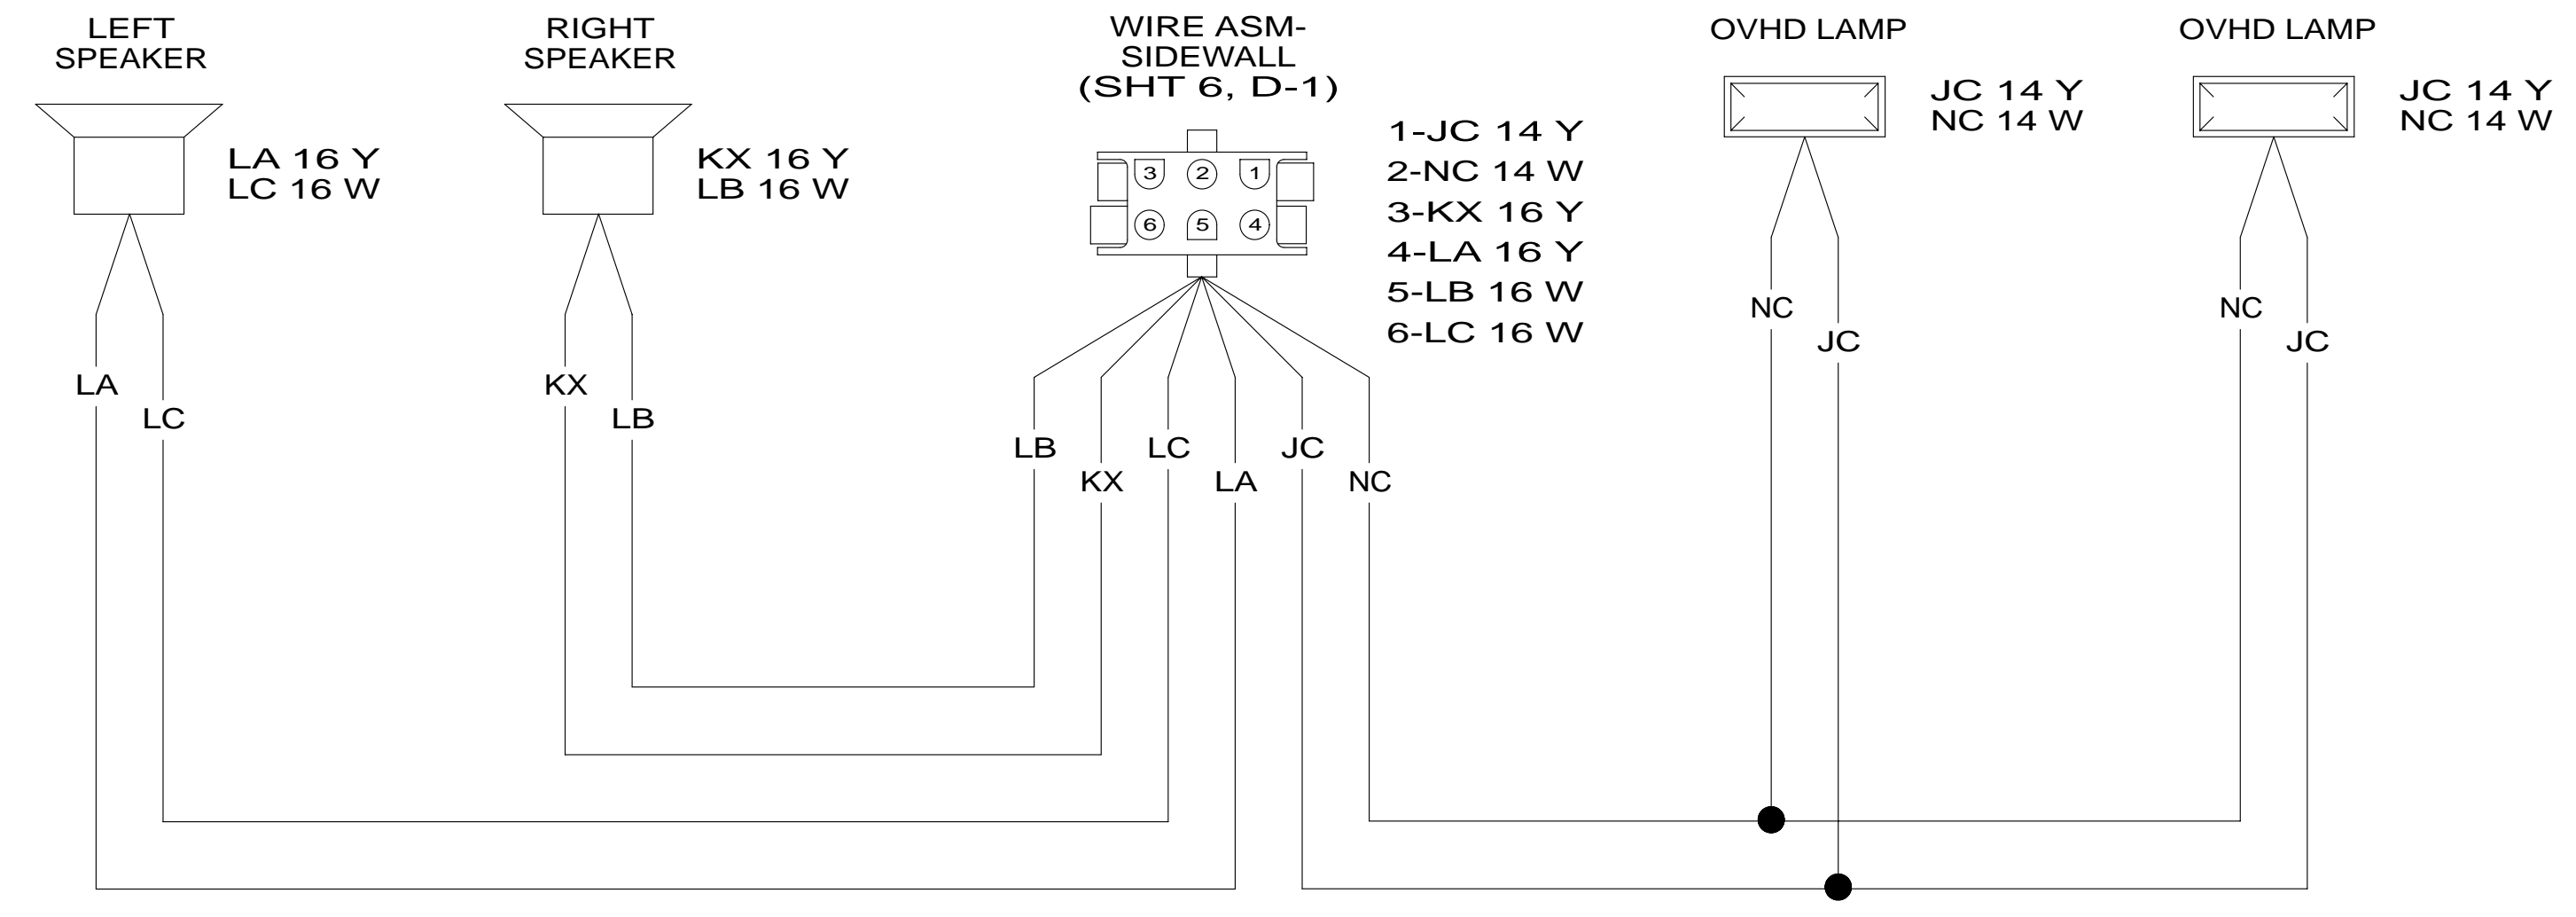 LEFT
SPEAKER
RIGHT
SPEAKER
WIRE ASM-
SIDEWALL
(SHT 6, D-1)
OVHD LAMP
OVHD LAMP
LA 16 Y
LC 16 W
KX 16 Y
LB 16 W
3 2 1
6 5 4
1-JC 14 Y
2-NC 14 W
3-KX 16 Y
4-LA 16 Y
5-LB 16 W
6-LC 16 W
JC 14 Y
NC 14 W
JC 14 Y
NC 14 W
LA
LC
KX
LB
LB
KX
LC
LA
JC
NC
NC
JC
NC
JC